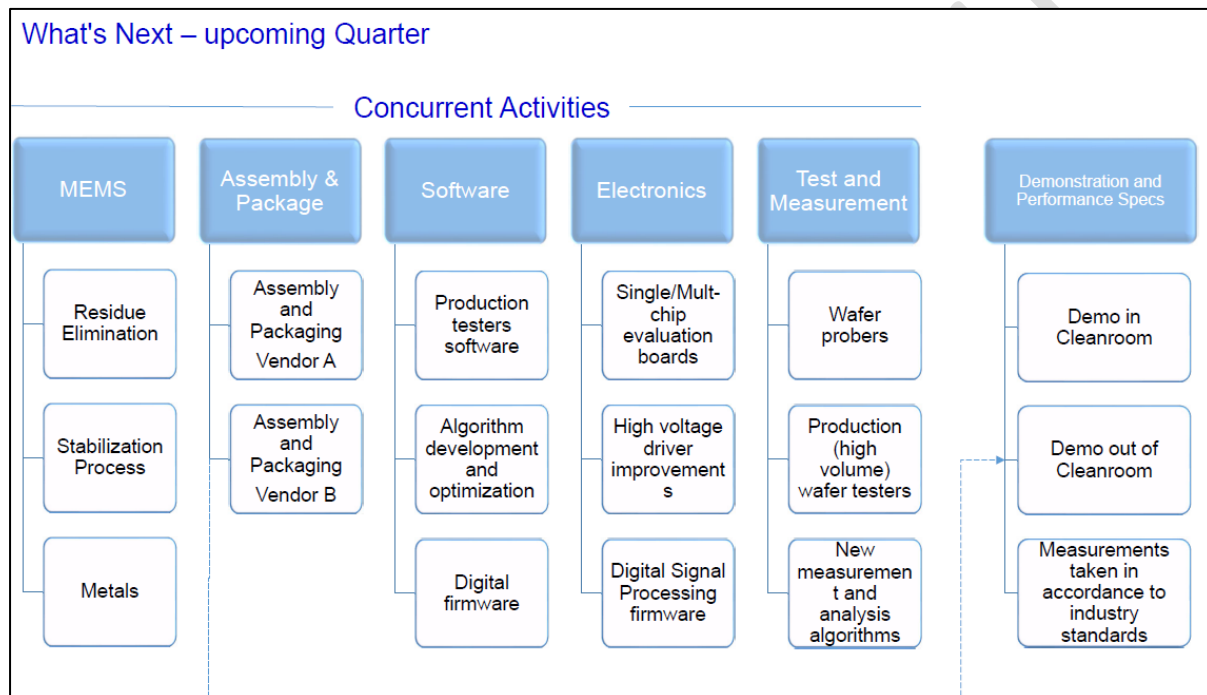 What's Next – upcoming Quarter
Concurrent Activities
MEMS
Assembly &
Package
Software
Electronics
Test and
Measurement
Demonstration and
Performance Specs
Residue
Elimination
Stabilization
Process
Metals
Assembly
and
Packaging
Vendor A
Assembly
and
Packaging
Vendor B
Production
testers
software
Algorithm
development
and
optimization
Digital
firmware
Single/Mult-
chip
evaluation
boards
High voltage
driver
improvement
s
Digital Signal
Processing
firmware
Wafer
probers
Production
(high
volume)
wafer testers
New
measuremen
t and
analysis
algorithms
Demo in
Cleanroom
Demo out of
Cleanroom
Measurements
taken in
accordance to
industry
standards